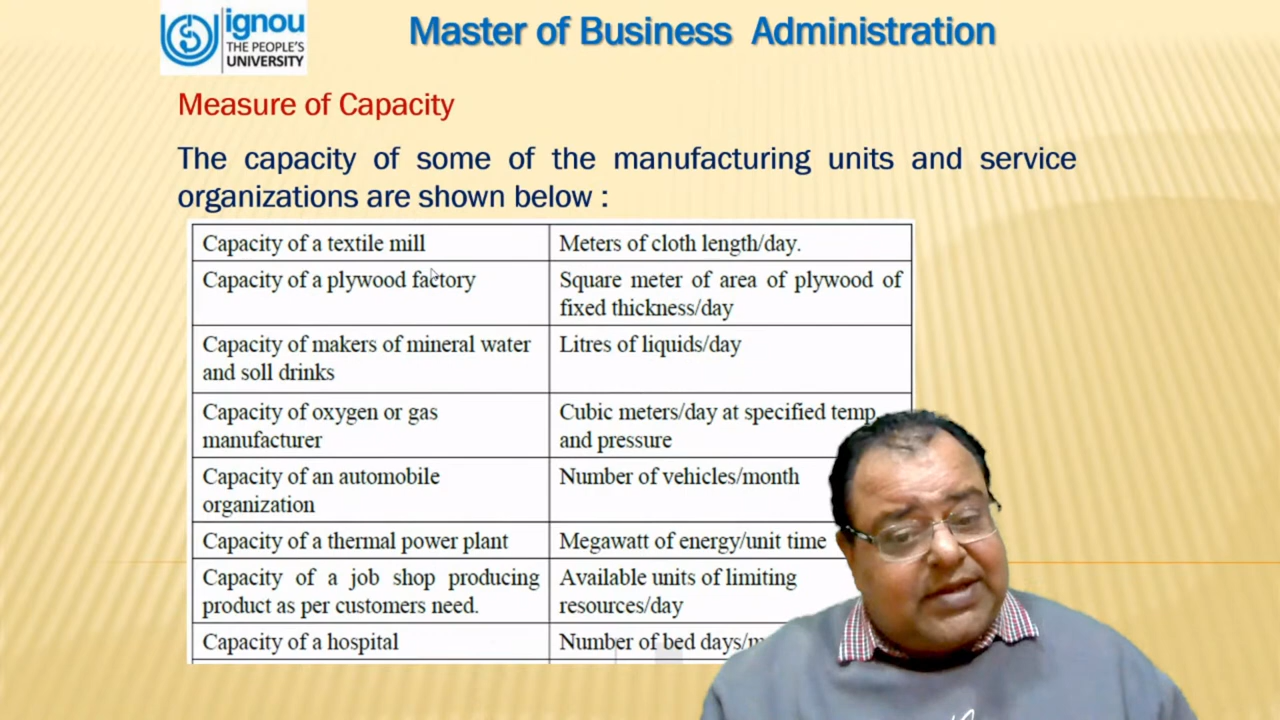 ignou
THE PEOPLE'S
UNIVERSITY
Master of Business Administration
Measure of Capacity
The capacity of some of the manufacturing units and service
organizations are shown below :
Capacity of a textile mill
Meters of cloth length/day.
Capacity of a plywood factory
Square meter of area of plywood of
fixed thickness/day
Capacity of makers of mineral water
and soll drinks
Litres of liquids/day
Capacity of oxygen or gas
manufacturer
Cubic meters/day at specified temp
and pressure
Capacity of an automobile
organization
Number of vehicles/month
Capacity of a thermal power plant
Megawatt of energy/unit time
Capacity of a job shop producing
product as per customers need.
Available units of limiting
resources/day
Capacity of a hospital
Number of bed days/